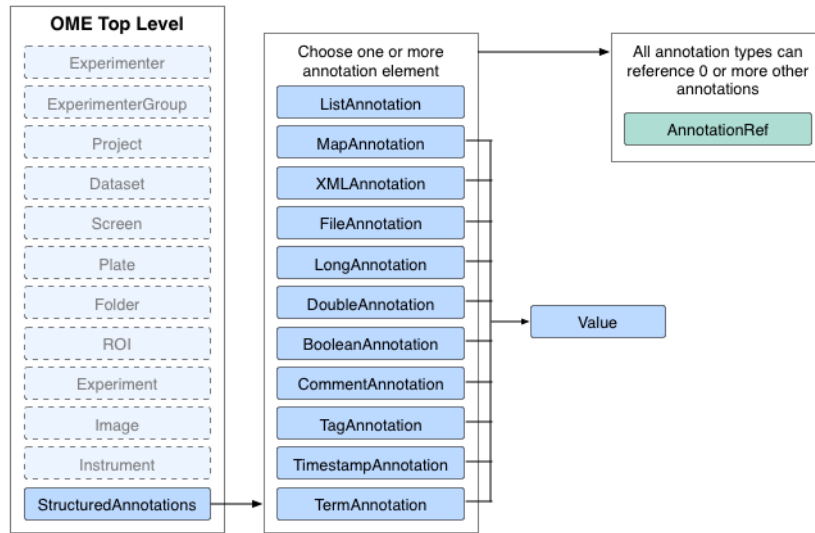 OME Top Level
Experimenter
ExperimenterGroup
Project
Dataset
Screen
Plate
Folder
ROI
Experiment
Image
Instrument
StructuredAnnotations
Choose one or more
annotation element
ListAnnotation
MapAnnotation
XMLAnnotation
FileAnnotation
LongAnnotation
DoubleAnnotation
BooleanAnnotation
CommentAnnotation
TagAnnotation
TimestampAnnotation
TermAnnotation
Value
All annotation types can
reference 0 or more other
annotations
AnnotationRef